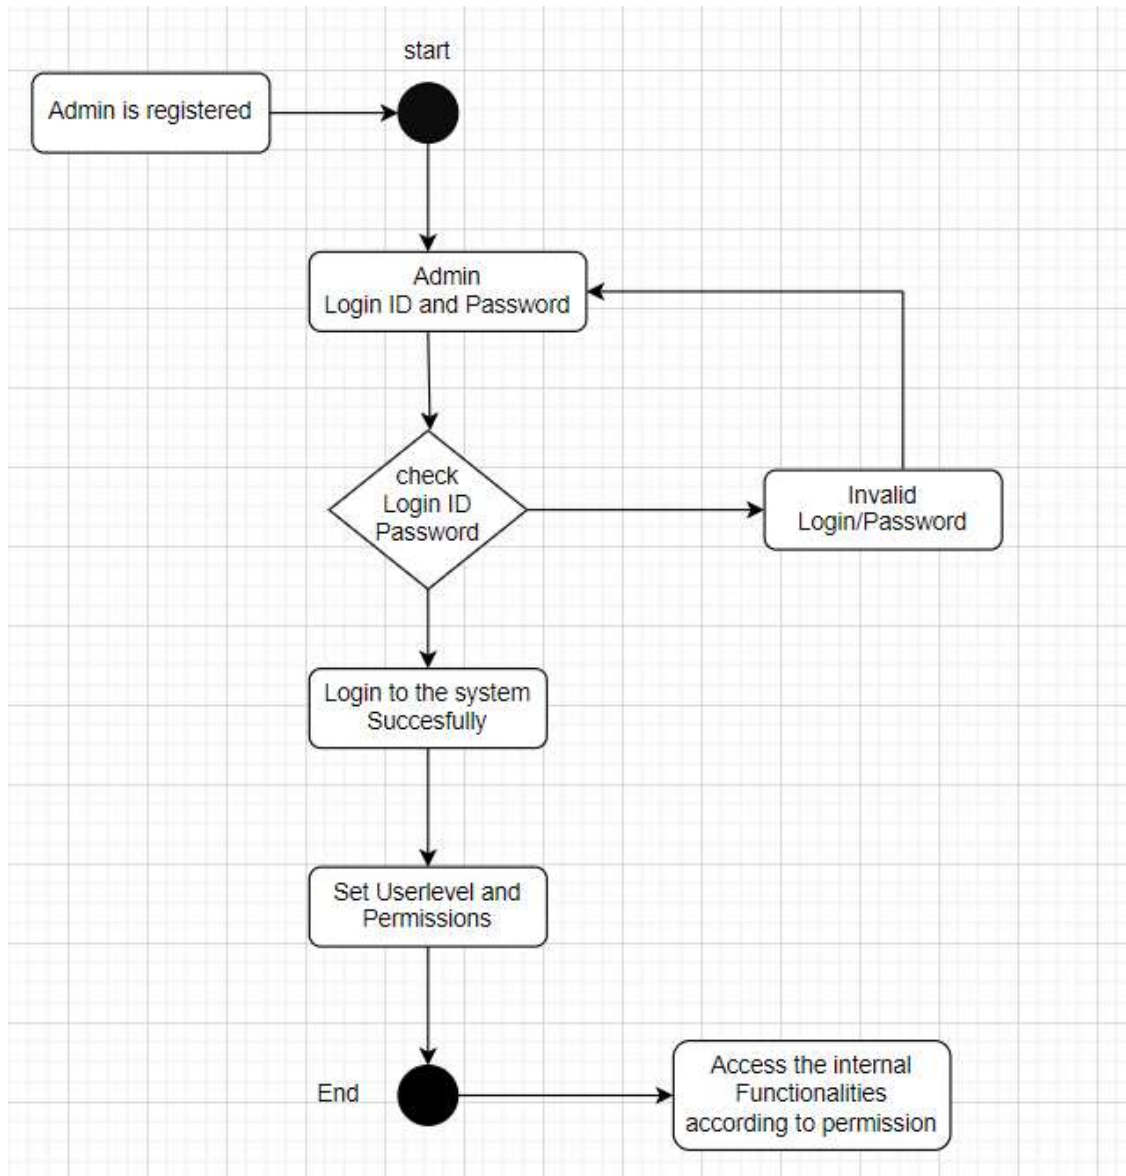 start
Admin is registered
Admin
Login ID and Password
check
Login ID
Password
Invalid
Login/Password
Login to the system
Succesfully
Set Userlevel and
Permissions
End
Access the internal
Functionalities
according to permission